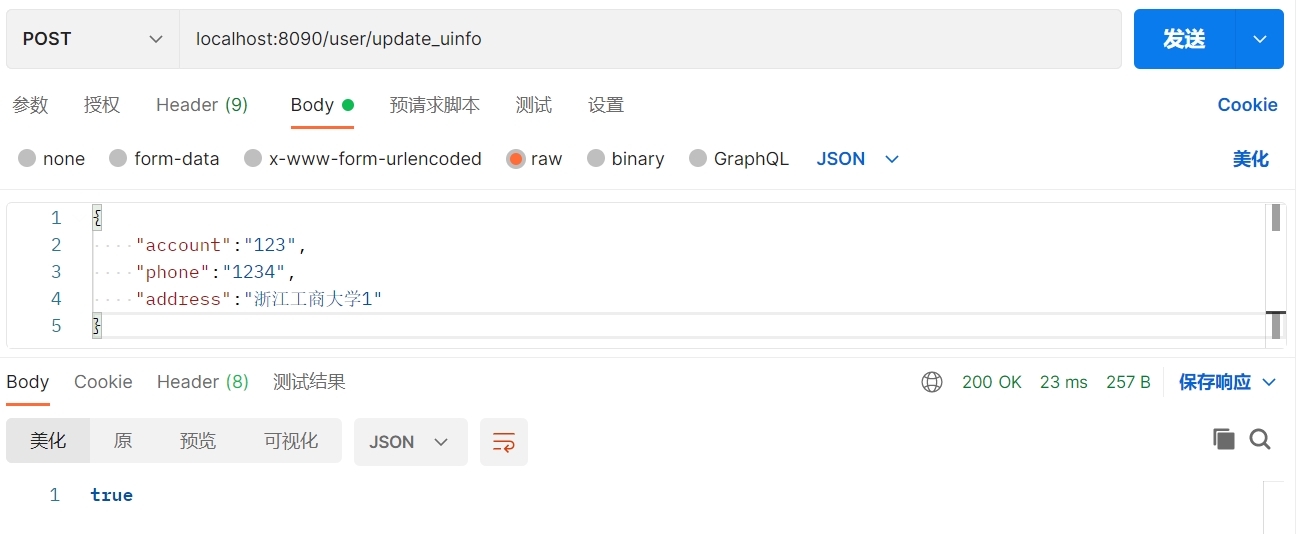 POST localhost:8090/user/update_uinfo 发送
参数 授权 Header (9) Body 预请求脚本 测试 设置 Cookie
none form-data x-www-form-urlencoded raw binary GraphQL JSON 美化
1 {
2 "account":"123",
3 "phone":"1234",
4 "address":"浙江工商大学1"
5 }
Body Cookie Header (8) 测试结果 200 OK 23 ms 257 B 保存响应
美化 原 预览 可视化 JSON
1 true